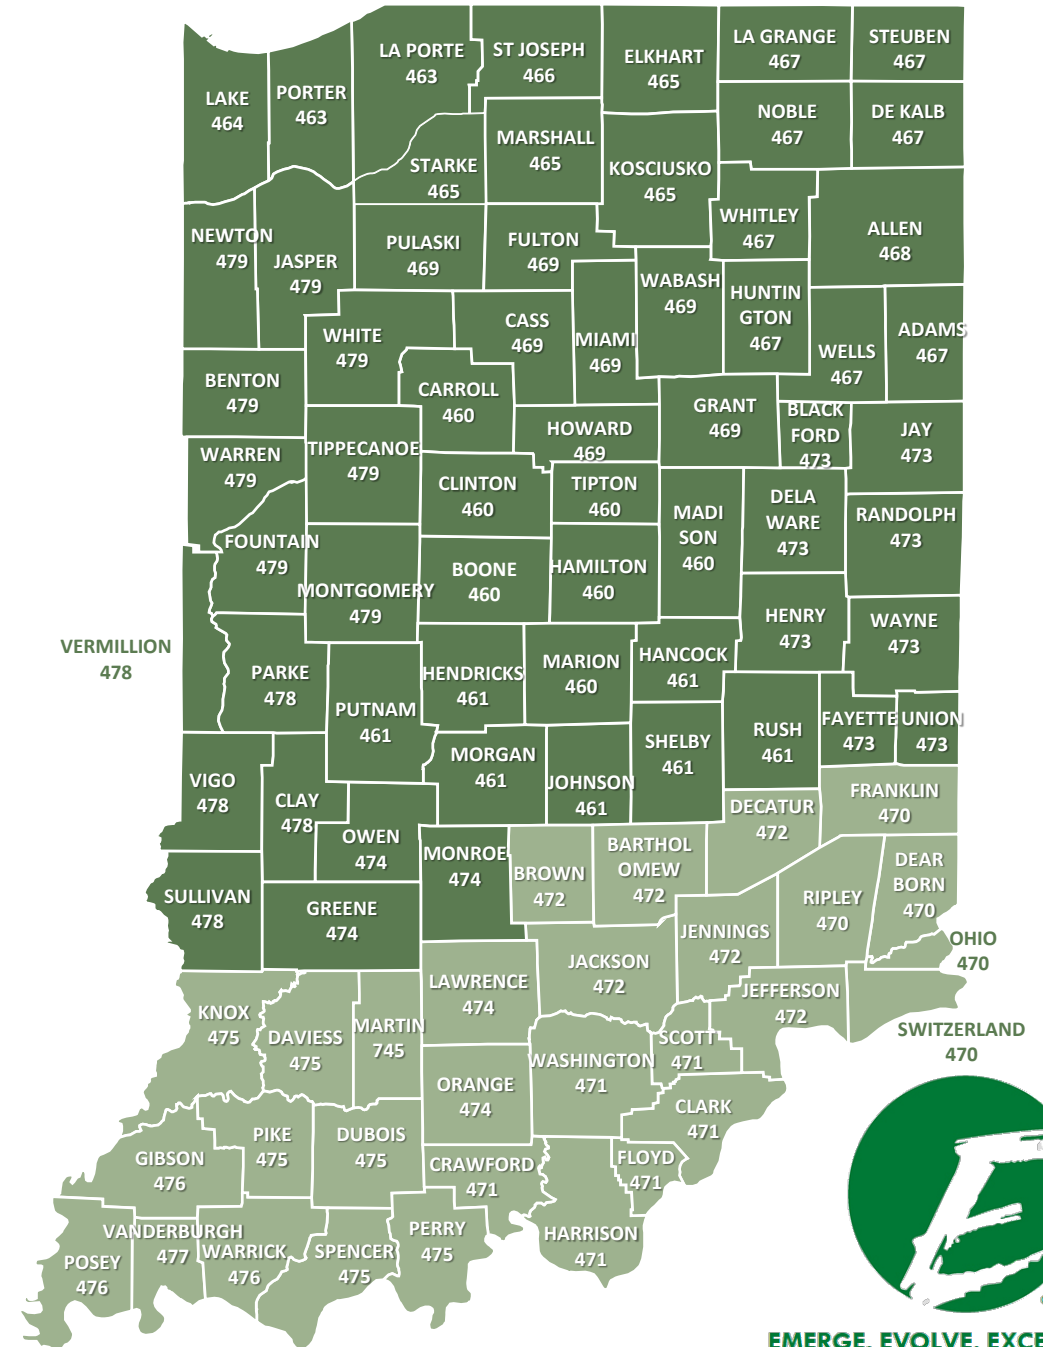 LA PORTE
463
ST JOSEPH
466
ELKHART
465
LA GRANGE
467
STEUBEN
467
LAKE
464
PORTER
463
NOBLE
467
DE KALB
467
STARKE
465
MARSHALL
465
KOSCIUSKO
465
WHITLEY
467
ALLEN
468
NEWTON
479
JASPER
479
PULASKI
469
FULTON
469
WABASH
469
HUNTIN
GTON
467
WHITE
479
CASS
469
MIAMI
469
WELLS
467
ADAMS
467
BENTON
479
CARROLL
460
GRANT
469
BLACK
FORD
473
JAY
473
WARREN
479
TIPPECANOE
479
HOWARD
469
CLINTON
460
TIPTON
460
MADI
SON
460
DELA
WARE
473
RANDOLPH
473
FOUNTAIN
479
MONTGOMERY
479
BOONE
460
HAMILTON
460
HENRY
473
WAYNE
473
VERMILLION
478
PARKE
478
PUTNAM
461
HENDRICKS
461
MARION
460
HANCOCK
461
SHELBY
461
RUSH
461
FAYETTE
473
UNION
473
VIGO
478
CLAY
478
MORGAN
461
JOHNSON
461
DECATUR
472
FRANKLIN
470
OWEN
474
MONROE
474
BROWN
472
BARTHOL
OMEW
472
DEAR
BORN
470
SULLIVAN
478
GREENE
474
RIPLEY
470
JENNINGS
472
OHIO
470
LAWRENCE
474
JACKSON
472
JEFFERSON
472
KNOX
475
DAVIESS
475
MARTIN
745
SCOTT
471
SWITZERLAND
470
WASHINGTON
471
ORANGE
474
CLARK
471
GIBSON
476
PIKE
475
DUBOIS
475
CRAWFORD
471
FLOYD
471
POSEY
476
VANDERBURGH
477
WARRICK
476
SPENCER
475
PERRY
475
HARRISON
471
E
EMERGE. EVOLVE. EXCE